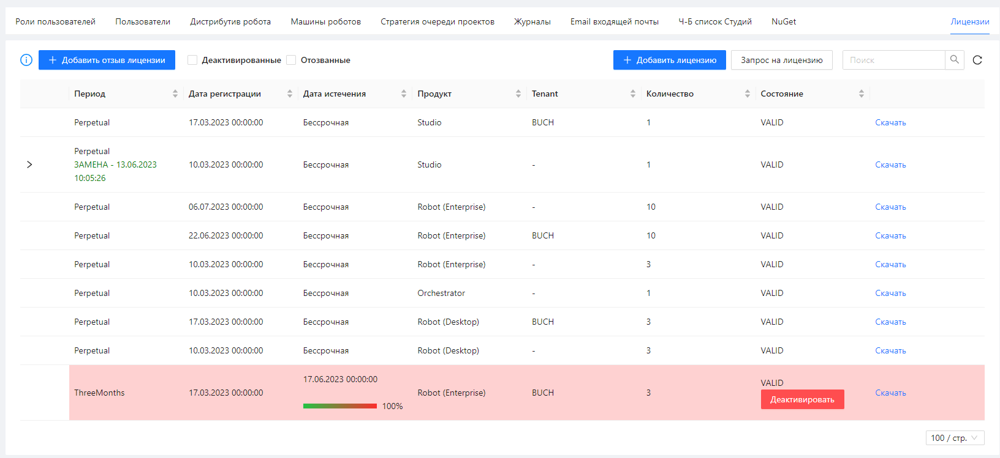 Роли пользователей Пользователи Дистрибутив робота Машины роботов Стратегия очереди проектов Журналы Email входящей почты Ч-Б список Студий NuGet Лицензии
Добавить отзыв лицензии Деактивированные Отозванные Добавить лицензию Запрос на лицензию Поиск
Период Дата регистрации Дата истечения Продукт Tenant Количество Состояние
Perpetual 17.03.2023 00:00:00 Бессрочная Studio BUCH 1 VALID Скачать
Perpetual
ЗАМЕНА - 13.06.2023 10.03.2023 00:00:00 Бессрочная Studio - 1 VALID Скачать
10:05:26
Perpetual 06.07.2023 00:00:00 Бессрочная Robot (Enterprise) - 10 VALID Скачать
Perpetual 22.06.2023 00:00:00 Бессрочная Robot (Enterprise) BUCH 10 VALID Скачать
Perpetual 10.03.2023 00:00:00 Бессрочная Robot (Enterprise) - 3 VALID Скачать
Perpetual 10.03.2023 00:00:00 Бессрочная Orchestrator - 1 VALID Скачать
Perpetual 17.03.2023 00:00:00 Бессрочная Robot (Desktop) BUCH 3 VALID Скачать
Perpetual 10.03.2023 00:00:00 Бессрочная Robot (Desktop) - 3 VALID Скачать
17.06.2023 00:00:00 VALID
ThreeMonths 17.03.2023 00:00:00 Robot (Enterprise) BUCH 3 Скачать
100% Деактивировать
100 / стр.